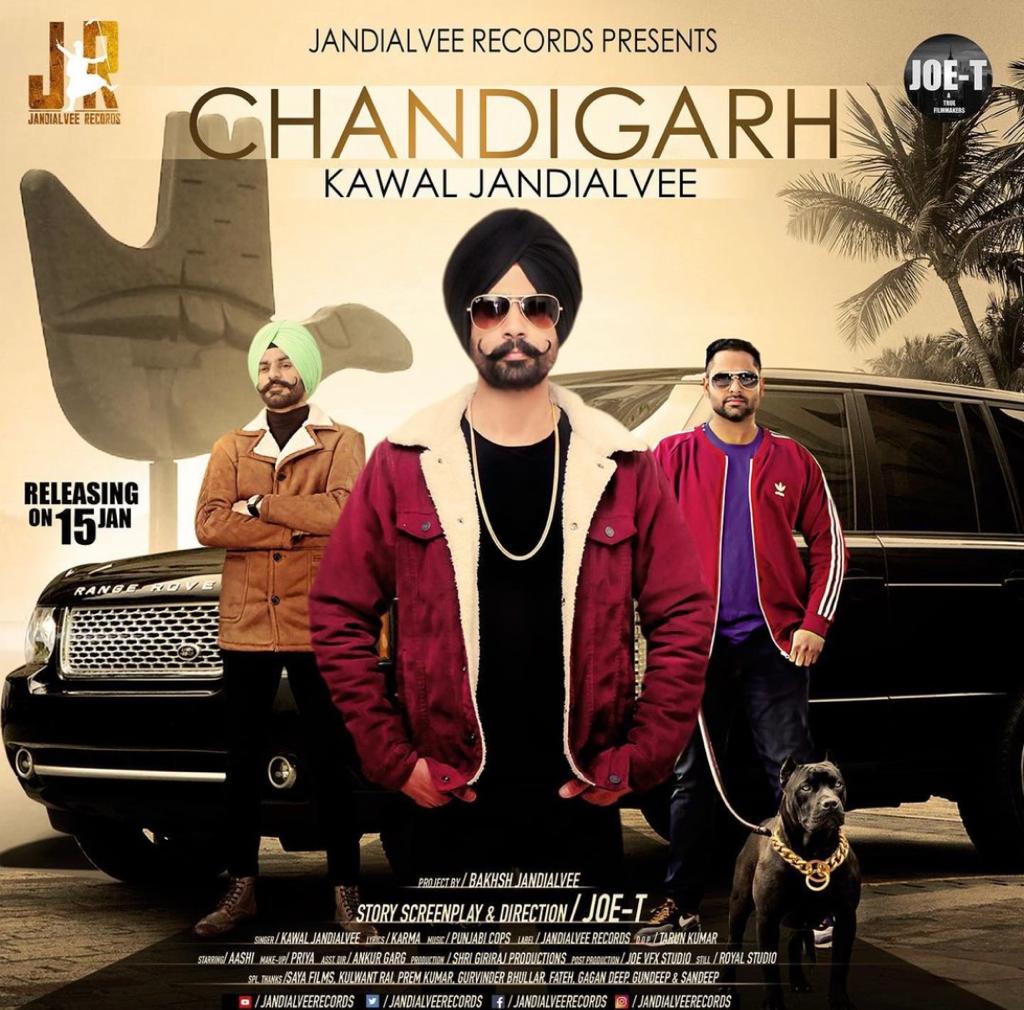 JR
JANDIALVEE RECORDS
JANDIALVEE RECORDS PRESENTS
JOE-T
&
TRUE
FILMMAKERS
CHANDIGARH
KAWAL JANDIALVEE
RELEASING
ON 15 JAN
RANGE ROVE
PROJECT BY / BAKHSH JANDIALVEE
STORY SCREENPLAY & DIRECTION / JOE-T
SINGER / KAWAL JANDIALVEE LYRICS / KARMA MUSIC / PUNJABI COPS LABEL / JANDIALVEE RECORDS D.O.P / TARUN KUMAR
STARRING / AASHI MAKE-UP / PRIYA ASST. DIR / ANKUR GARG PRODUCTION / SHRI GIRIRAJ PRODUCTIONS POST PRODUCTION / JOE VFX STUDIO STILL / ROYAL STUDIO
SPL. THANKS / SAYA FILMS, KULWANT RAI, PREM KUMAR, GURVINDER BHULLAR, FATEH, GAGAN DEEP, GUNDEEP & SANDEEP
/ JANDIALVEERECORDS / JANDIALVEERECORDS / JANDIALVEERECORDS / JANDIALVEERECORDS